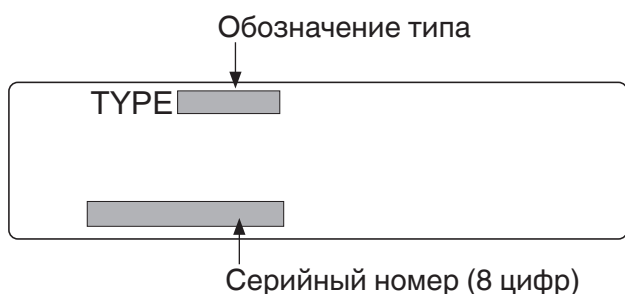 Обозначение типа
TYPE
Серийный номер (8 цифр)